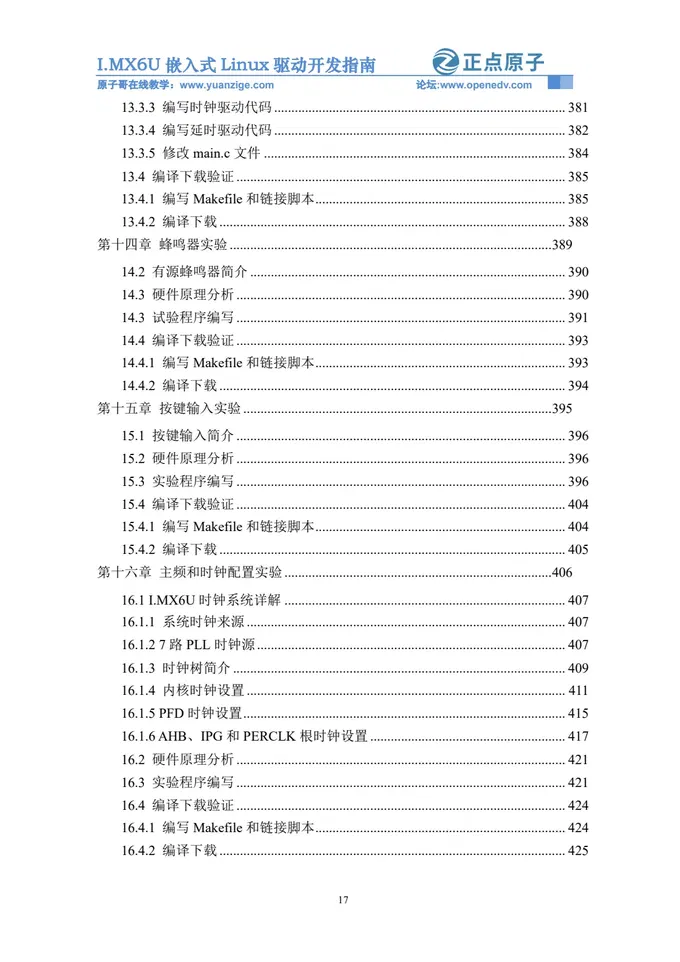 I.MX6U 嵌入式 Linux 驱动开发指南
正点原子
原子哥在线教学：www.yuanzige.com 论坛:www.openedv.com
13.3.3 编写时钟驱动代码 ........ 381
13.3.4 编写延时驱动代码 ........ 382
13.3.5 修改 main.c 文件 ........ 384
13.4 编译下载验证 ........ 385
13.4.1 编写 Makefile 和链接脚本 ........ 385
13.4.2 编译下载 ........ 388
第十四章 蜂鸣器实验 ........ 389
14.2 有源蜂鸣器简介 ........ 390
14.3 硬件原理分析 ........ 390
14.3 试验程序编写 ........ 391
14.4 编译下载验证 ........ 393
14.4.1 编写 Makefile 和链接脚本 ........ 393
14.4.2 编译下载 ........ 394
第十五章 按键输入实验 ........ 395
15.1 按键输入简介 ........ 396
15.2 硬件原理分析 ........ 396
15.3 实验程序编写 ........ 396
15.4 编译下载验证 ........ 404
15.4.1 编写 Makefile 和链接脚本 ........ 404
15.4.2 编译下载 ........ 405
第十六章 主频和时钟配置实验 ........ 406
16.1 I.MX6U 时钟系统详解 ........ 407
16.1.1 系统时钟来源 ........ 407
16.1.2 7 路 PLL 时钟源 ........ 407
16.1.3 时钟树简介 ........ 409
16.1.4 内核时钟设置 ........ 411
16.1.5 PFD 时钟设置 ........ 415
16.1.6 AHB、IPG 和 PERCLK 根时钟设置 ........ 417
16.2 硬件原理分析 ........ 421
16.3 实验程序编写 ........ 421
16.4 编译下载验证 ........ 424
16.4.1 编写 Makefile 和链接脚本 ........ 424
16.4.2 编译下载 ........ 425
17